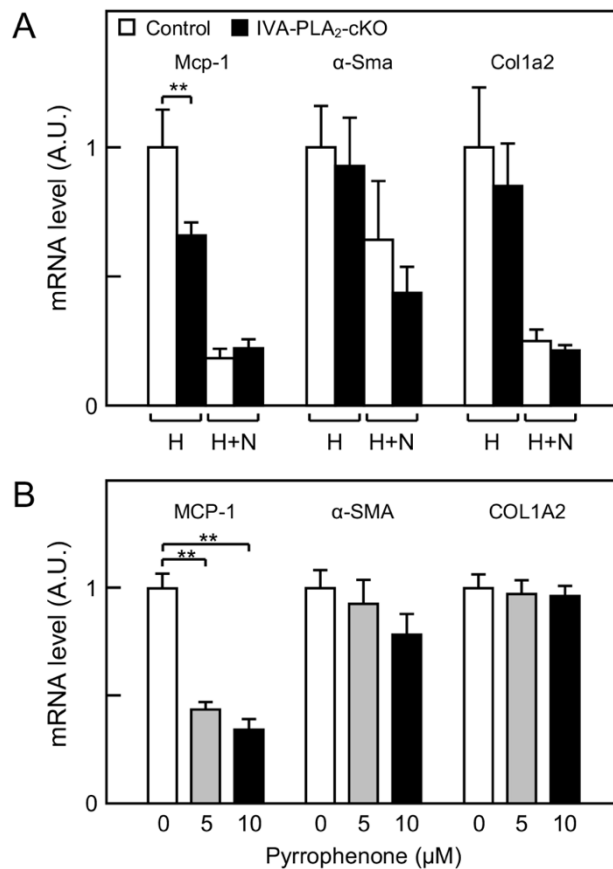 A
Control IVA-PLA₂-cKO
Mcp-1 α-Sma Col1a2
**
mRNA level (A.U.)
1
0
H H+N H H+N H H+N
B
MCP-1 α-SMA COL1A2
**
**
mRNA level (A.U.)
1
0
0 5 10 0 5 10 0 5 10
Pyrrophenone (μM)